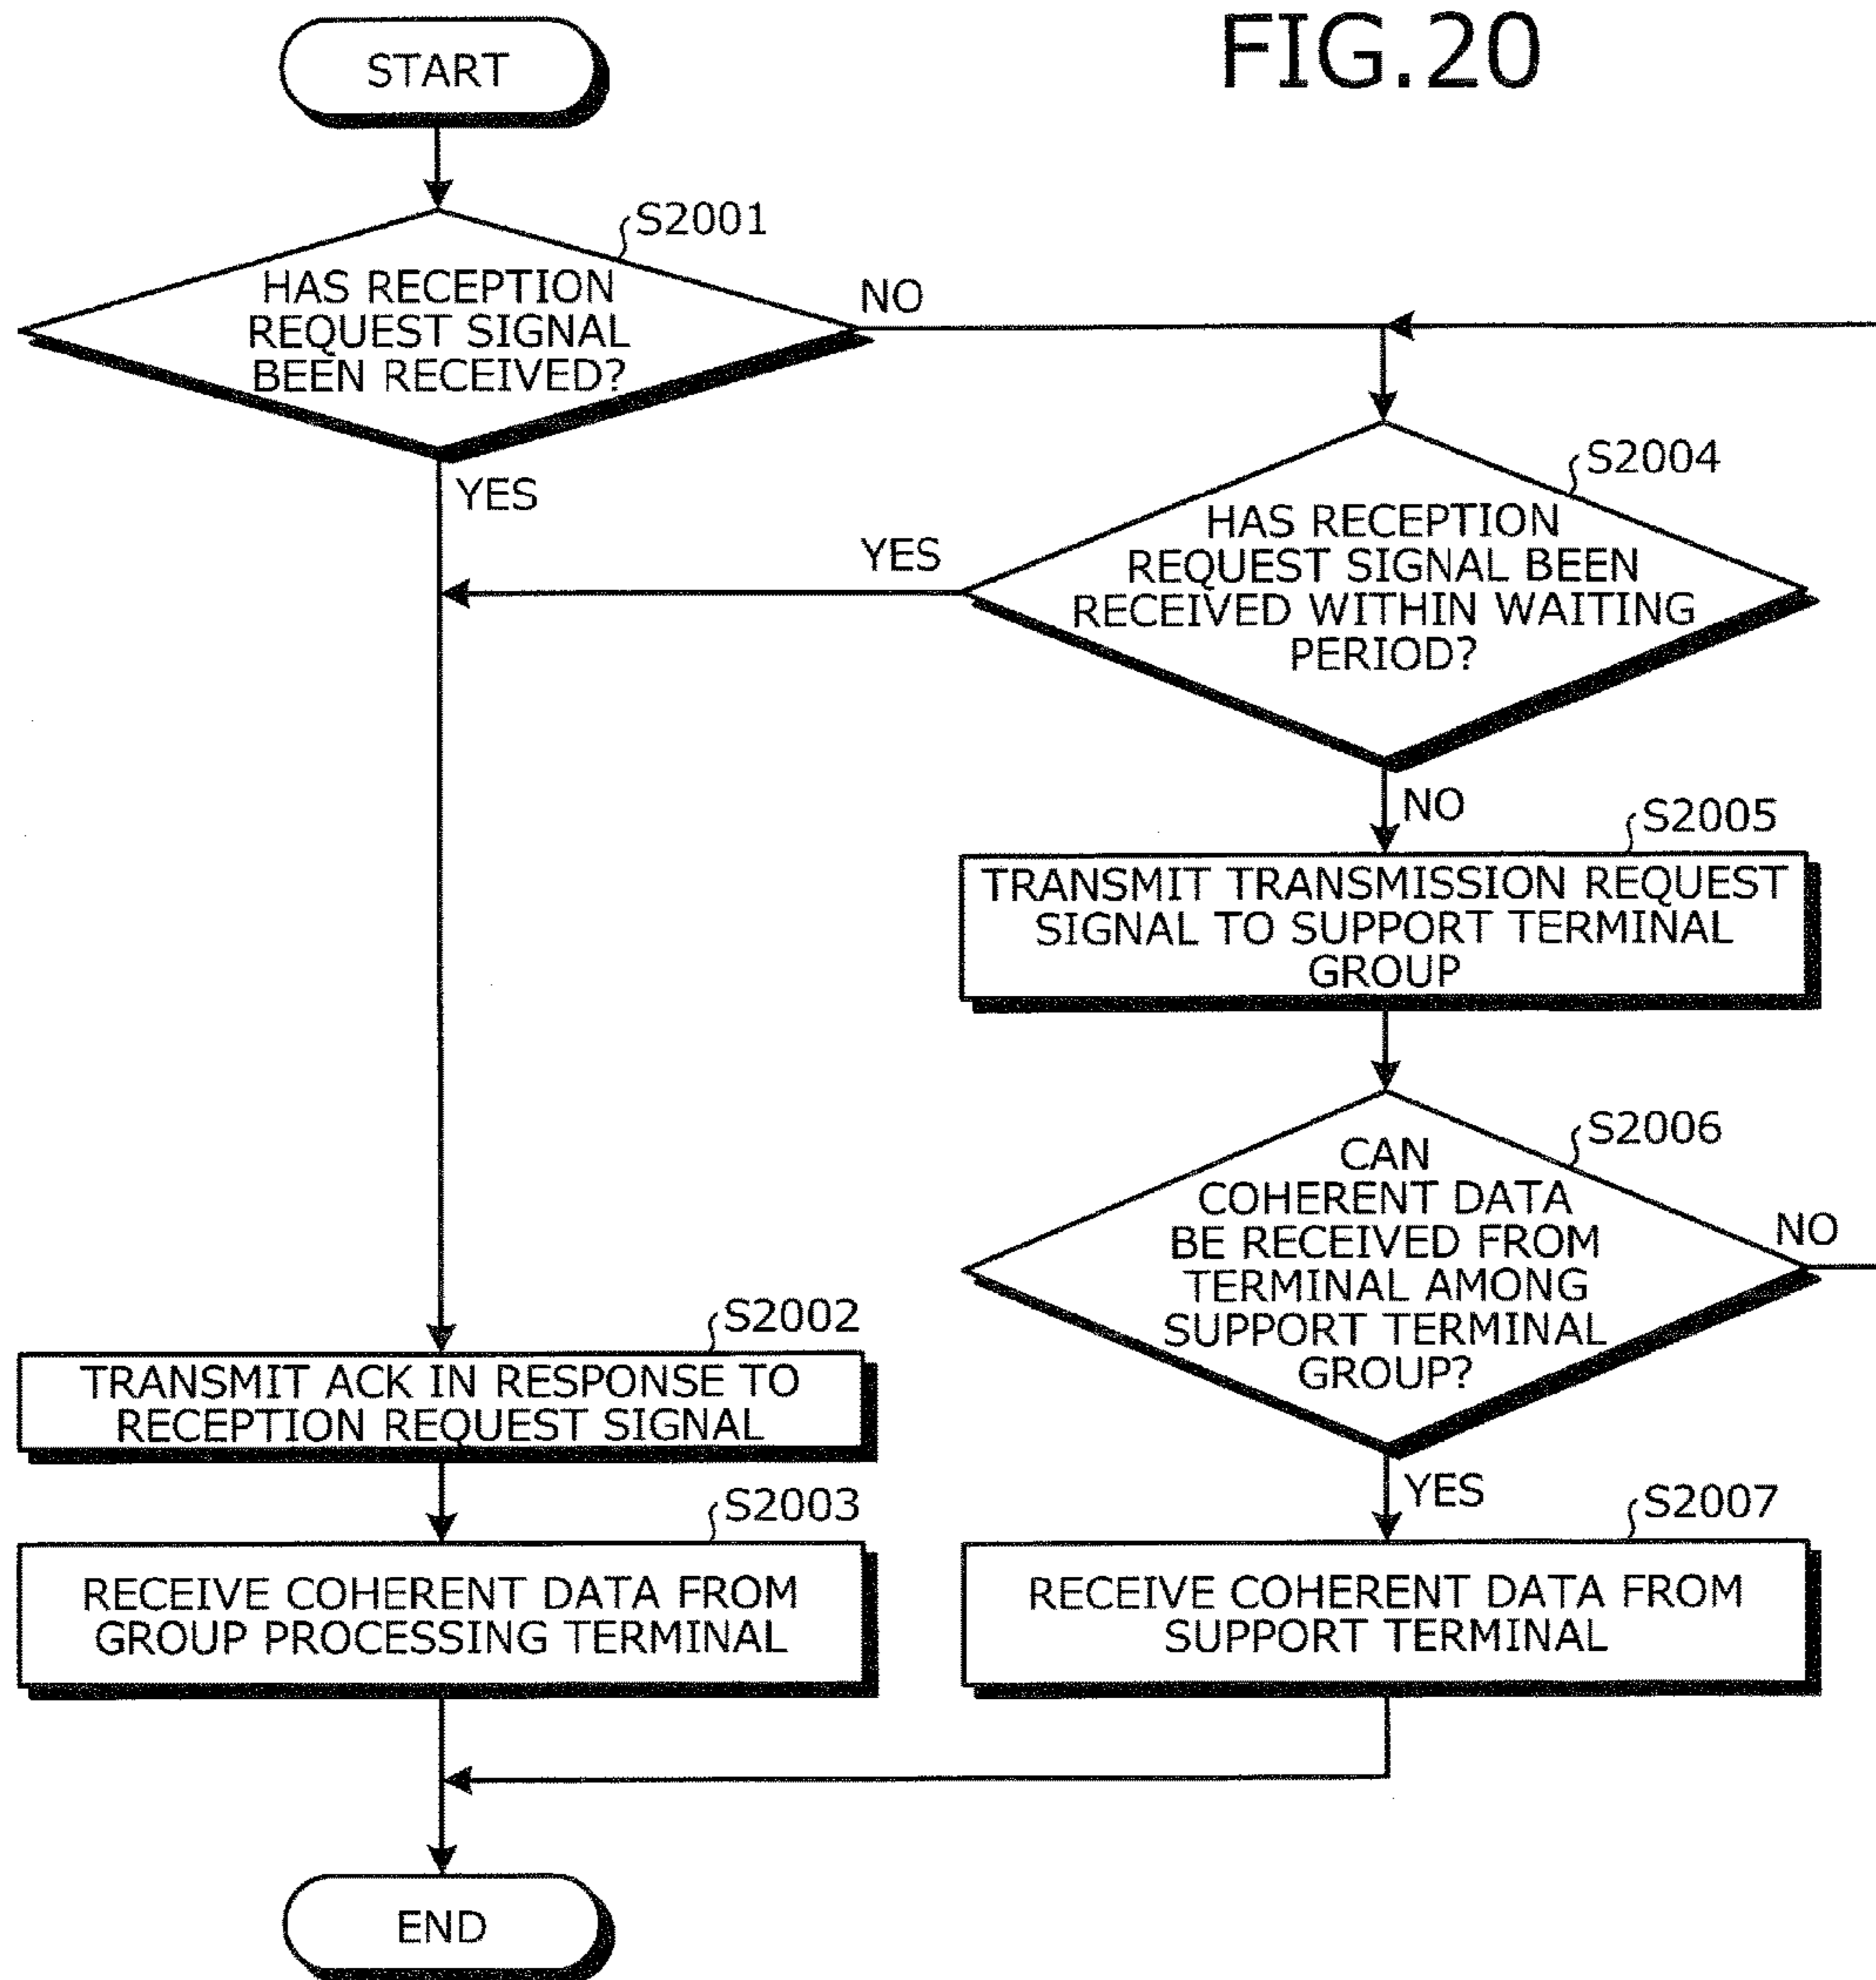 FIG.20
START
S2001
HAS RECEPTION
REQUEST SIGNAL
BEEN RECEIVED?
NO
YES
S2004
HAS RECEPTION
REQUEST SIGNAL BEEN
RECEIVED WITHIN WAITING
PERIOD?
YES
NO
S2005
TRANSMIT TRANSMISSION REQUEST
SIGNAL TO SUPPORT TERMINAL
GROUP
S2006
CAN
COHERENT DATA
BE RECEIVED FROM
TERMINAL AMONG
SUPPORT TERMINAL
GROUP?
NO
YES
S2002
TRANSMIT ACK IN RESPONSE TO
RECEPTION REQUEST SIGNAL
S2003
RECEIVE COHERENT DATA FROM
GROUP PROCESSING TERMINAL
S2007
RECEIVE COHERENT DATA FROM
SUPPORT TERMINAL
END